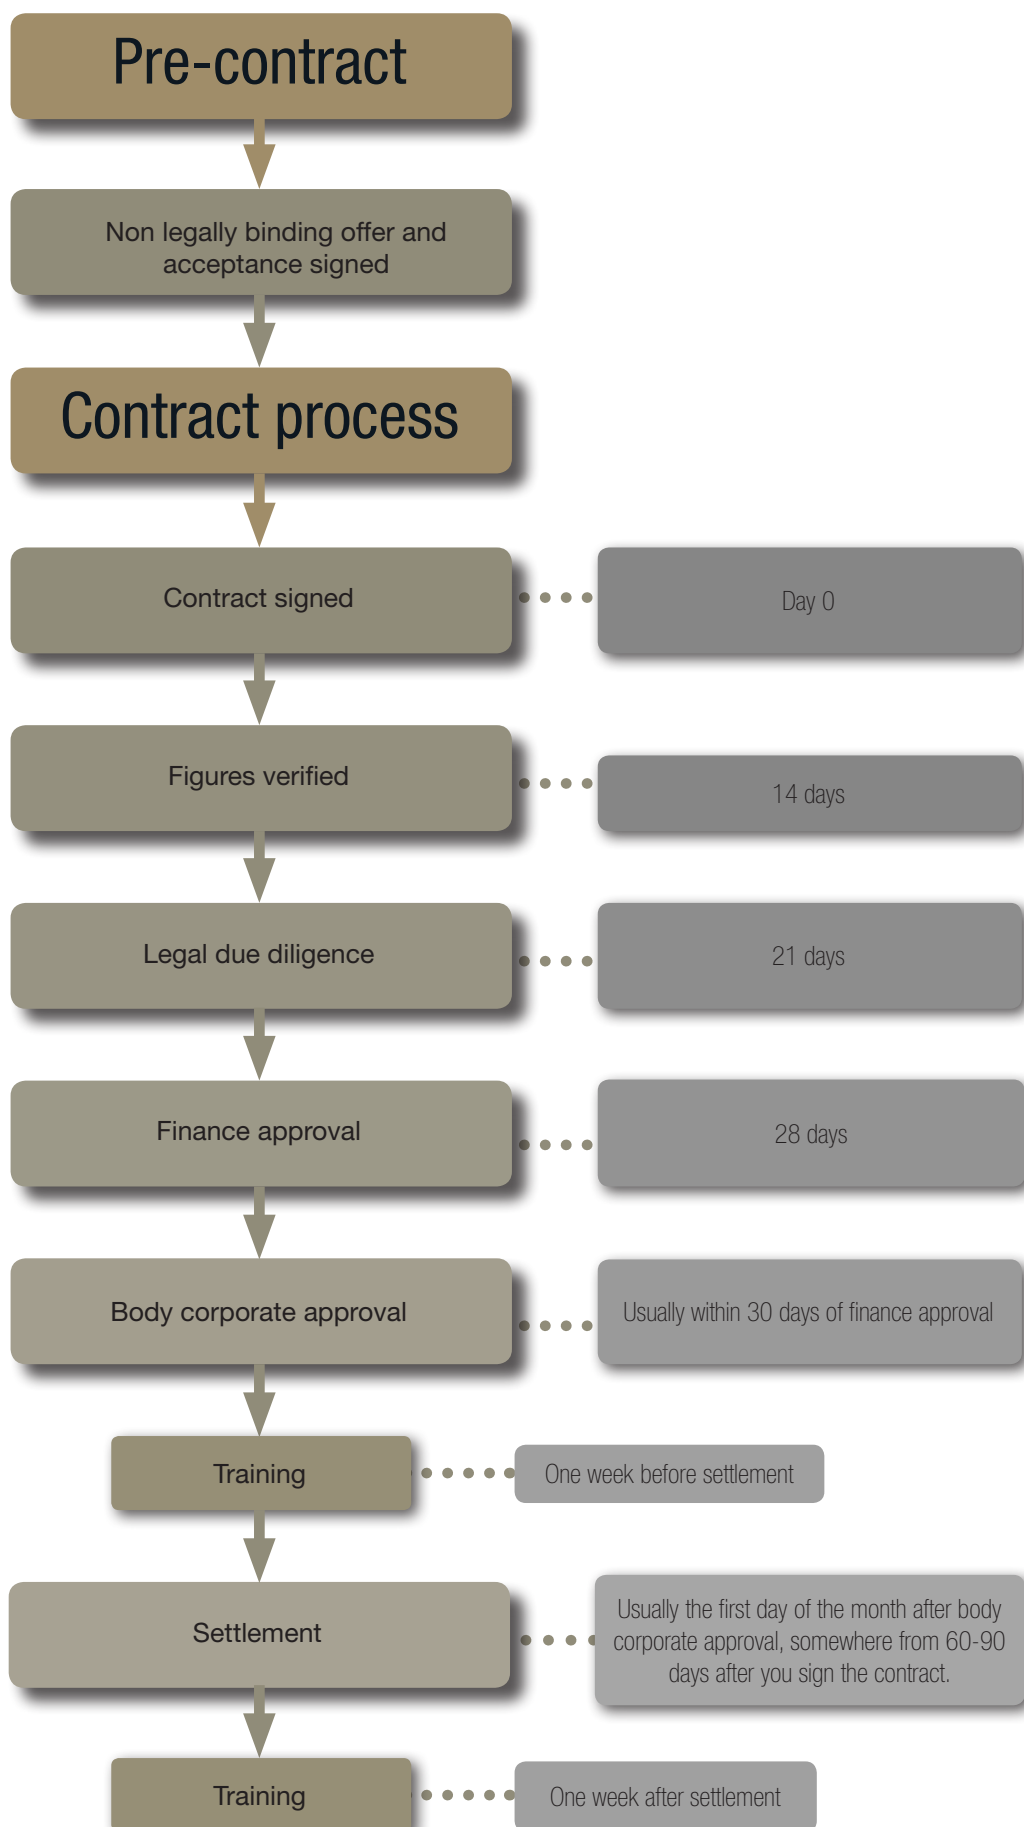 Pre-contract
Non legally binding offer and
acceptance signed
Contract process
Contract signed
Day 0
Figures verified
14 days
Legal due diligence
21 days
Finance approval
28 days
Body corporate approval
Usually within 30 days of finance approval
Training
One week before settlement
Settlement
Usually the first day of the month after body
corporate approval, somewhere from 60-90
days after you sign the contract.
Training
One week after settlement